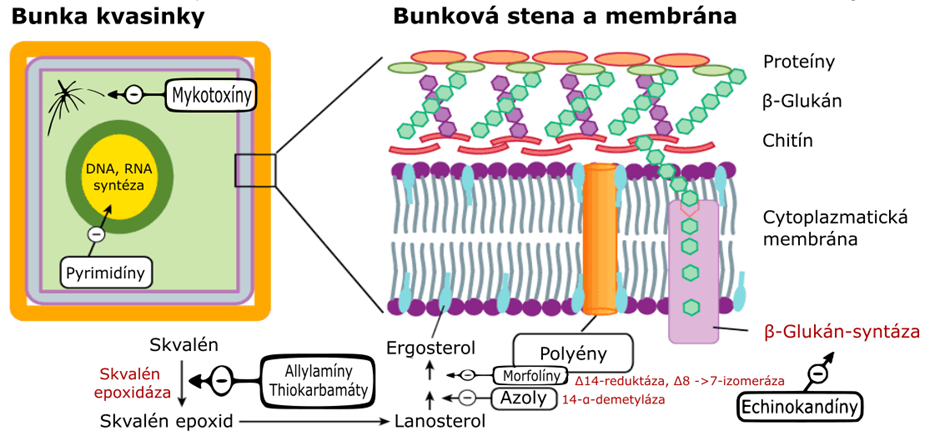 Bunka kvasinky
Bunková stena a membrána
Mykotoxíny
DNA, RNA
syntéza
Pyrimidíny
Proteíny
β-Glukán
Chitín
Cytoplazmatická
membrána
β-Glukán-syntáza
Skvalén
Skvalén
epoxidáza
Allylamíny
Thiokarbamáty
Skvalén epoxid
Ergosterol
Polyény
Morfolíny
Δ14-reduktáza, Δ8 ->7-izomeráza
Azoly
14-α-demetyláza
Lanosterol
Echinokandíny